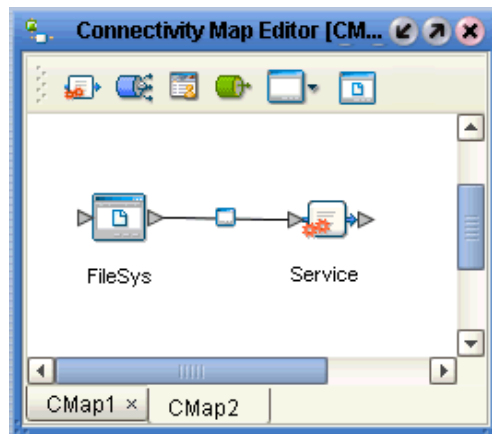 Connectivity Map Editor [CM...
FileSys
Service
CMap1 ×
CMap2